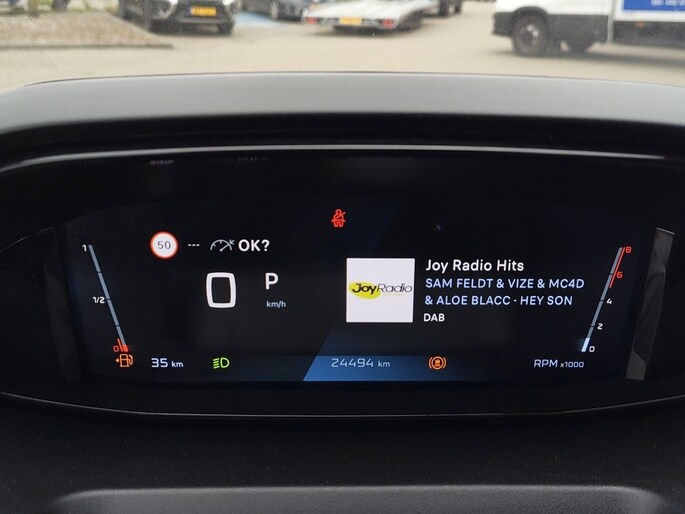 50 --- OK?
0 P
km/h
1
1/2
0
JoyRadio
Joy Radio Hits
SAM FELDT & VIZE & MC4D
& ALOE BLACC · HEY SON
DAB
8
6
4
2
0
35 km
24494 km
RPM x1000